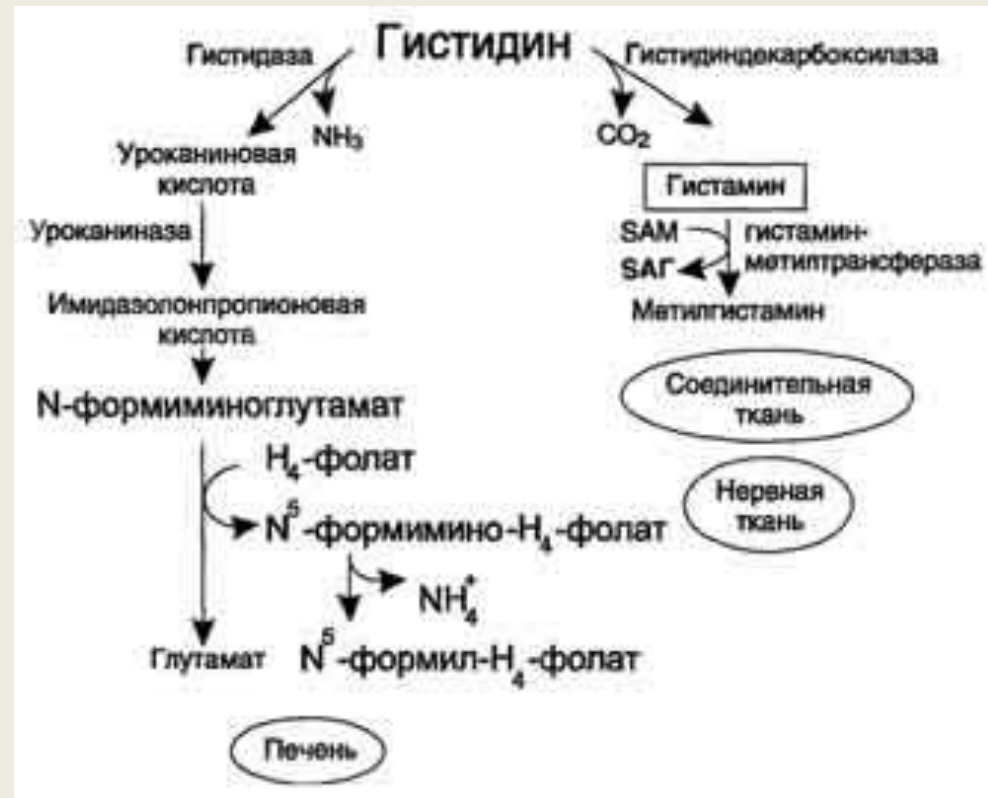 Гистидин
Гистидаза
Гистидиндекарбоксилаза
NH₃
CO₂
Уроканиновая
кислота
Гистамин
Уроканиназа
SAM
гистамин-
метилтрансфераза
SAГ
Имидазолонпропионовая
кислота
Метилгистамин
N-формиминоглутамат
Соединительная
ткань
H₄-фолат
Нервная
ткань
N⁵-формимино-H₄-фолат
NH₄⁺
Глутамат
N⁵-формил-H₄-фолат
Печень